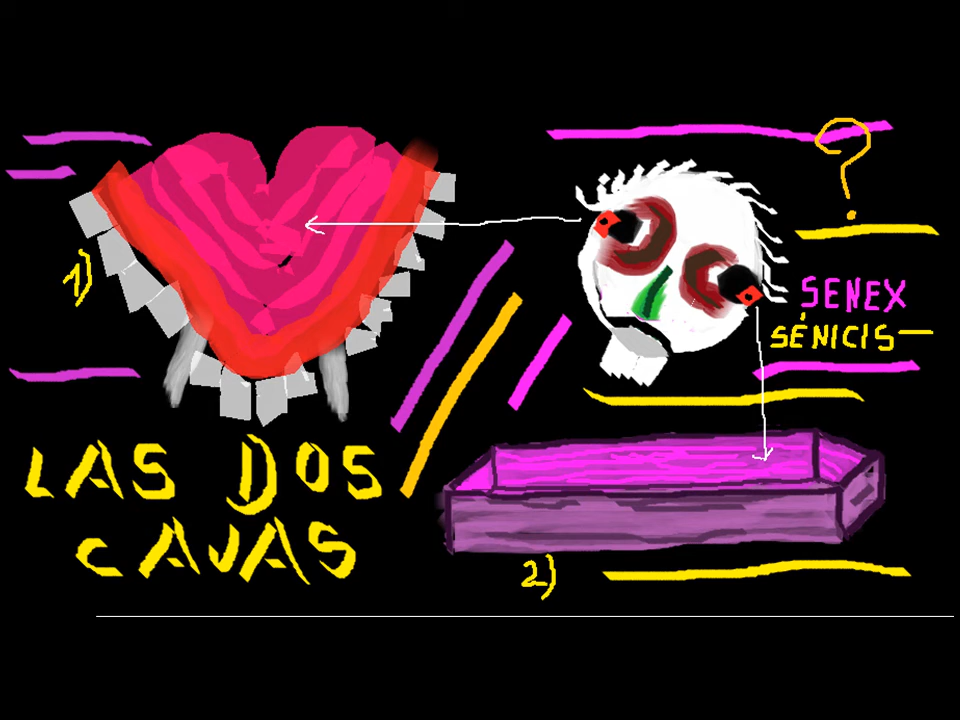 ?
1)
SENEX
SÉNICIS—
LAS DOS
CAJAS
2)